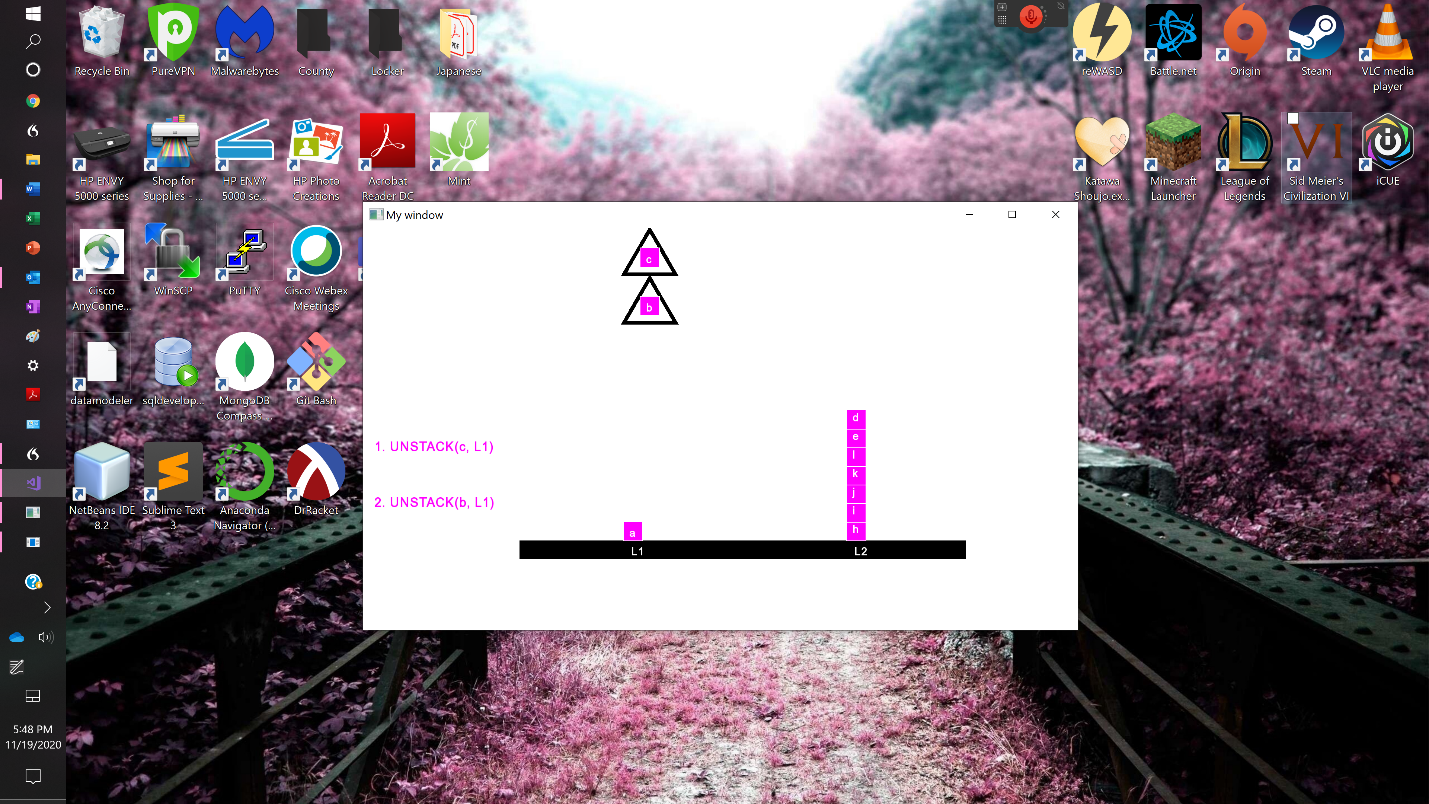 Recycle Bin
PureVPN
Malwarebytes
County
Locker
Japanese
reWASD
Battle.net
Origin
Steam
VLC media
player
HP ENVY
5000 series
Shop for
Supplies - ...
HP ENVY
5000 se...
HP Photo
Creations
Acrobat
Reader DC
Mint
Katawa
Shoujo.ex...
Minecraft
Launcher
League of
Legends
VI
Sid Meier's
Civilization VI
iCUE
My window
c
b
Cisco
AnyConne...
WinSCP
PuTTY
Cisco Webex
Meetings
datamodeler
sqldevelop...
MongoDB
Compass ...
Git Bash
NetBeans IDE
8.2
Sublime Text
3
Anaconda
Navigator (...
DrRacket
1. UNSTACK(c, L1)
2. UNSTACK(b, L1)
d
e
l
k
j
I
h
a
L1
L2
5:48 PM
11/19/2020